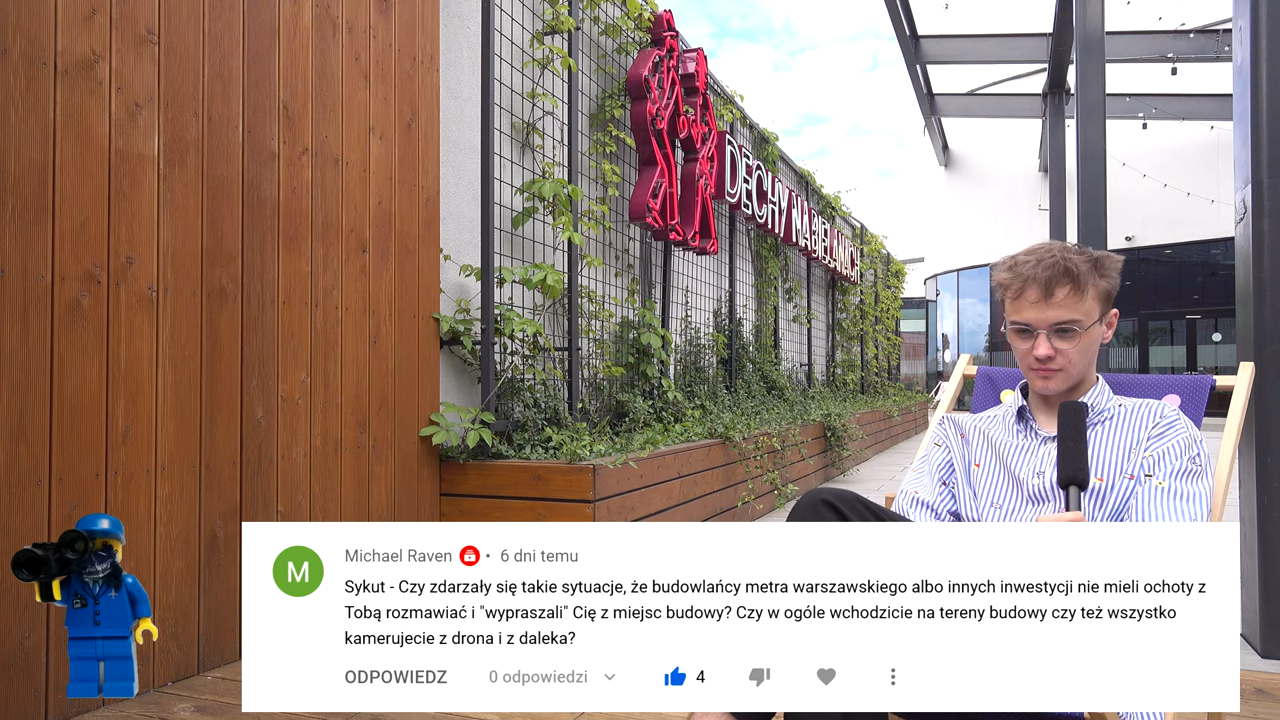 DECHY NA BIELANACH
M
Michael Raven • 6 dni temu
Sykut - Czy zdarzały się takie sytuacje, że budowlańcy metra warszawskiego albo innych inwestycji nie mieli ochoty z
Tobą rozmawiać i "wypraszali" Cię z miejsc budowy? Czy w ogóle wchodzicie na tereny budowy czy też wszystko
kamerujecie z drona i z daleka?
ODPOWIEDZ 0 odpowiedzi 4